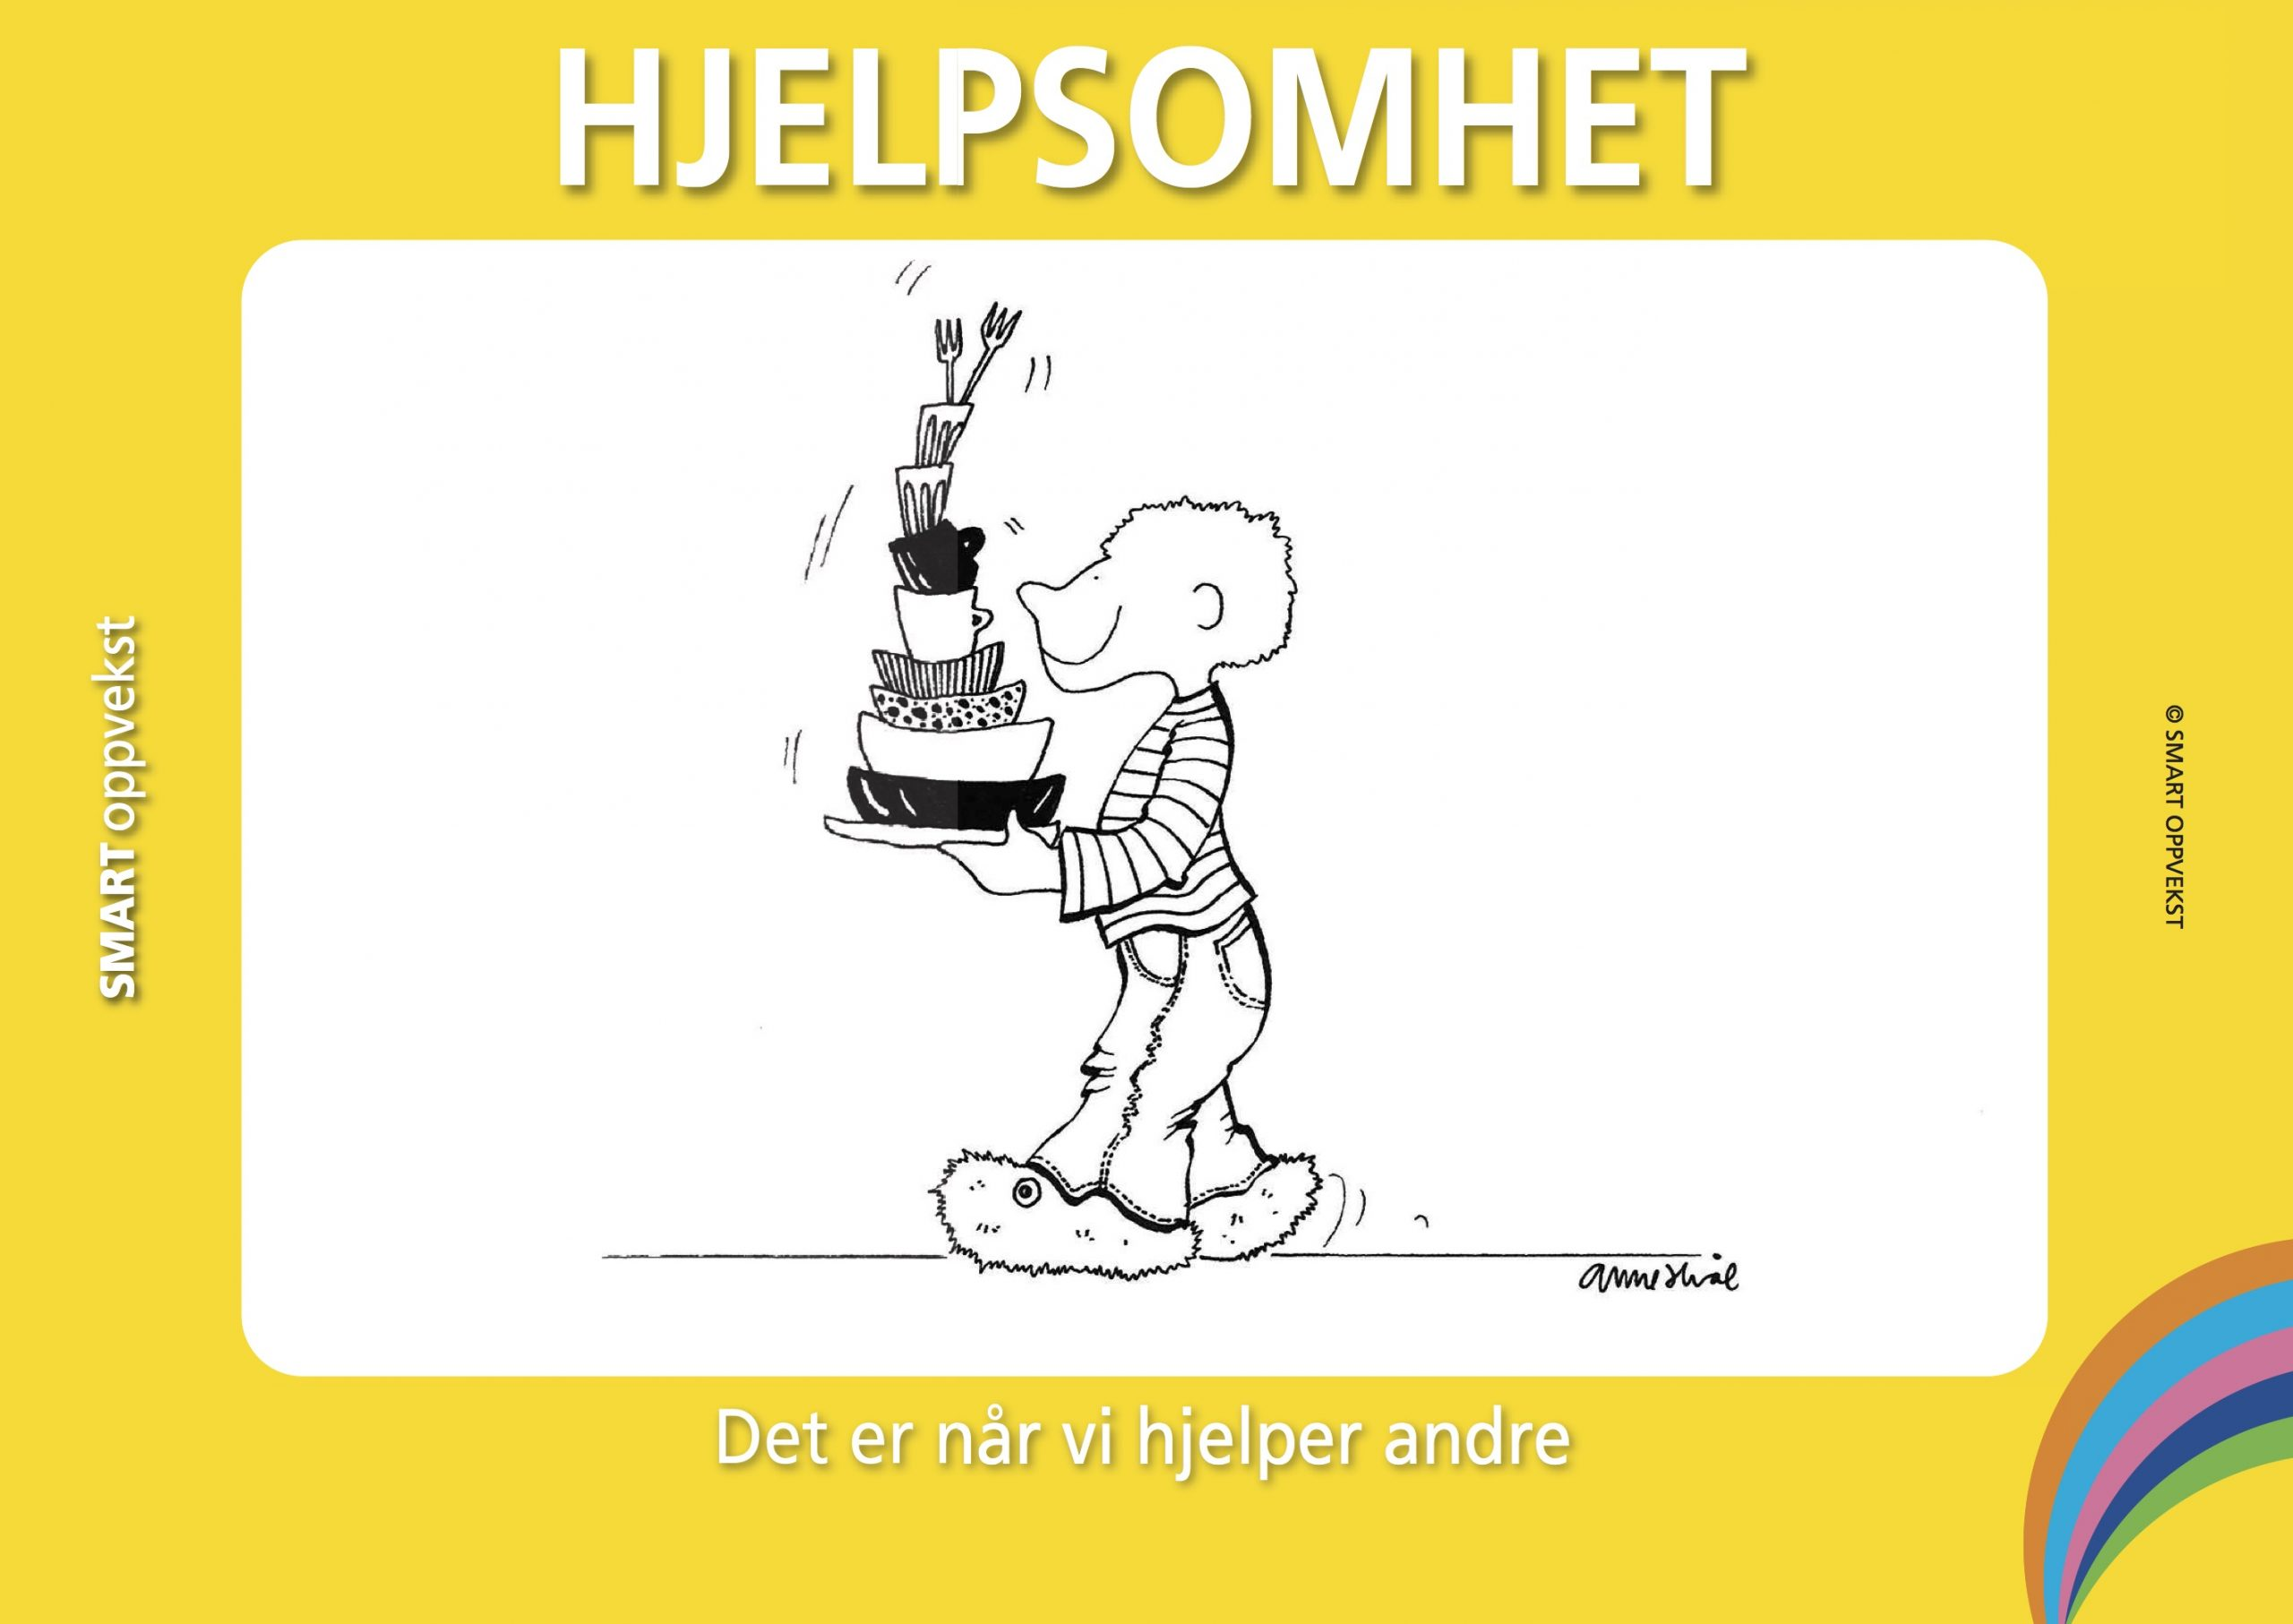 HJELPSOMHET
SMART oppvekst
© SMART OPPVEKST
Det er når vi hjelper andre